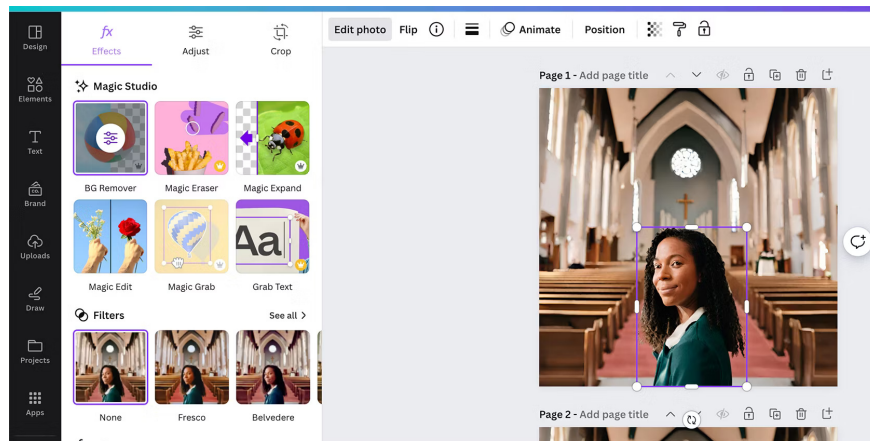 Design
Elements
Text
CO.
Brand
Uploads
Draw
Projects
Apps
fx
Effects
Adjust
Crop
Magic Studio
BG Remover
Magic Eraser
Magic Expand
Aa
Magic Edit
Magic Grab
Grab Text
Filters
See all
None
Fresco
Belvedere
Edit photo
Flip
Animate
Position
Page 1 - Add page title
Page 2 - Add page title